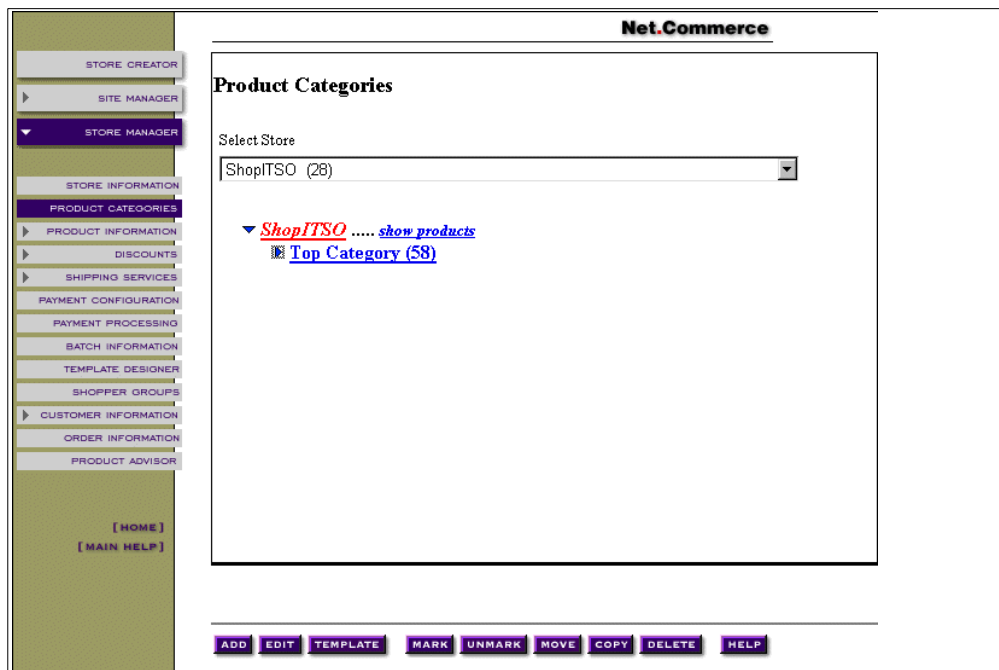 Net.Commerce
STORE CREATOR
SITE MANAGER
STORE MANAGER
STORE INFORMATION
PRODUCT CATEGORIES
PRODUCT INFORMATION
DISCOUNTS
SHIPPING SERVICES
PAYMENT CONFIGURATION
PAYMENT PROCESSING
BATCH INFORMATION
TEMPLATE DESIGNER
SHOPPER GROUPS
CUSTOMER INFORMATION
ORDER INFORMATION
PRODUCT ADVISOR
[HOME]
[MAIN HELP]
Product Categories
Select Store
ShopITSO (28)
ShopITSO ..... show products
Top Category (58)
ADD EDIT TEMPLATE MARK UNMARK MOVE COPY DELETE HELP